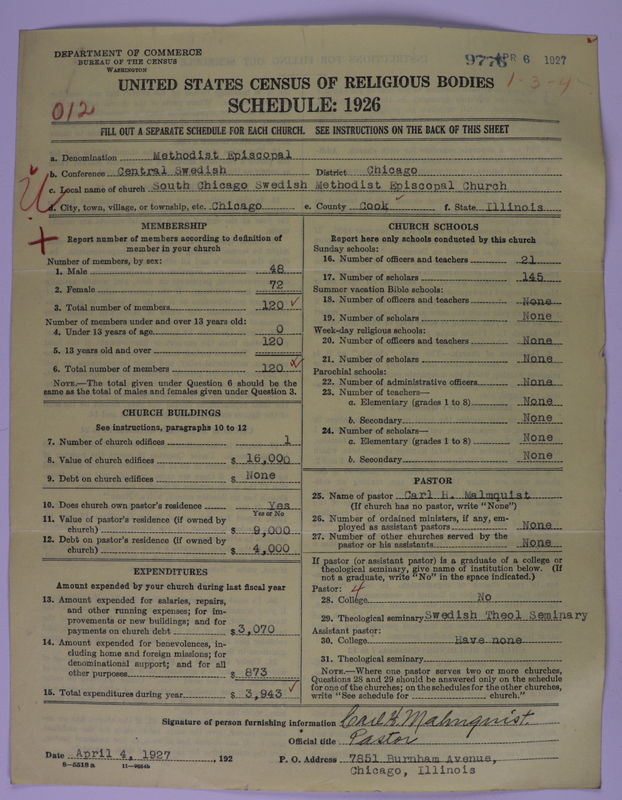 DEPARTMENT OF COMMERCE
BUREAU OF THE CENSUS
WASHINGTON
9776 APR 6 1927
UNITED STATES CENSUS OF RELIGIOUS BODIES
1-3-4-
SCHEDULE: 1926
012
FILL OUT A SEPARATE SCHEDULE FOR EACH CHURCH. SEE INSTRUCTIONS ON THE BACK OF THIS SHEET
a. Denomination Methodist Episcopal
b. Conference Central Swedish District Chicago
c. Local name of church South Chicago Swedish Methodist Episcopal Church
d. City, town, village, or township, etc. Chicago e. County Cook f. State Illinois
MEMBERSHIP
Report number of members according to definition of
member in your church
Number of members, by sex:
1. Male 48
2. Female 72
3. Total number of members 120
Number of members under and over 13 years old:
4. Under 13 years of age 0
5. 13 years old and over 120
6. Total number of members 120
NOTE.—The total given under Question 6 should be the
same as the total of males and females given under Question 3.
CHURCH BUILDINGS
See instructions, paragraphs 10 to 12
7. Number of church edifices 1
8. Value of church edifices $ 16,000
9. Debt on church edifices $ None
10. Does church own pastor's residence Yes
Yes or No
11. Value of pastor's residence (if owned by
church) $ 9,000
12. Debt on pastor's residence (if owned by
church) $ 4,000
EXPENDITURES
Amount expended by your church during last fiscal year
13. Amount expended for salaries, repairs,
and other running expenses; for im-
provements or new buildings; and for
payments on church debt $3,070
14. Amount expended for benevolences, in-
cluding home and foreign missions; for
denominational support; and for all
other purposes $ 873
15. Total expenditures during year $ 3,943
CHURCH SCHOOLS
Report here only schools conducted by this church
Sunday schools:
16. Number of officers and teachers 21
17. Number of scholars 145
Summer vacation Bible schools:
18. Number of officers and teachers None
19. Number of scholars None
Week-day religious schools:
20. Number of officers and teachers None
21. Number of scholars None
Parochial schools:
22. Number of administrative officers None
23. Number of teachers—
a. Elementary (grades 1 to 8) None
b. Secondary None
24. Number of scholars—
a. Elementary (grades 1 to 8) None
b. Secondary None
PASTOR
25. Name of pastor Carl H. Malmquist
(If church has no pastor, write "None")
26. Number of ordained ministers, if any, em-
ployed as assistant pastors None
27. Number of other churches served by the
pastor or his assistants None
If pastor (or assistant pastor) is a graduate of a college or
theological seminary, give name of institution below. (If
not a graduate, write "No" in the space indicated.)
Pastor: 4
28. College No
29. Theological seminary Swedish Theol Seminary
Assistant pastor:
30. College Have none
31. Theological seminary
NOTE.—Where one pastor serves two or more churches,
Questions 28 and 29 should be answered only on the schedule
for one of the churches; on the schedules for the other churches,
write "See schedule for church."
Signature of person furnishing information Carl H. Malmquist.
Official title Pastor
Date April 4, 1927, 192 P. O. Address 7851 Burnham Avenue,
Chicago, Illinois